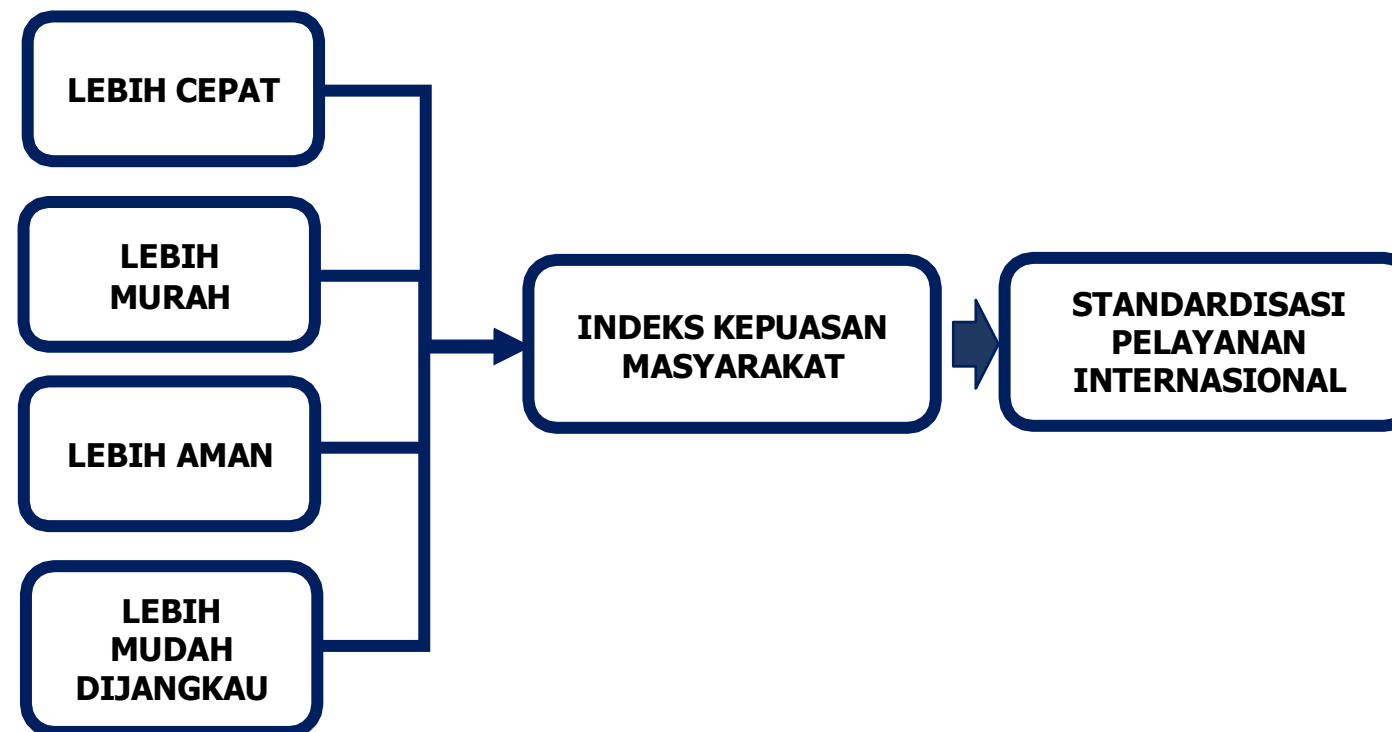 LEBIH CEPAT
LEBIH
MURAH
LEBIH AMAN
LEBIH
MUDAH
DIJANGKAU
INDEKS KEPUASAN
MASYARAKAT
STANDARDISASI
PELAYANAN
INTERNASIONAL